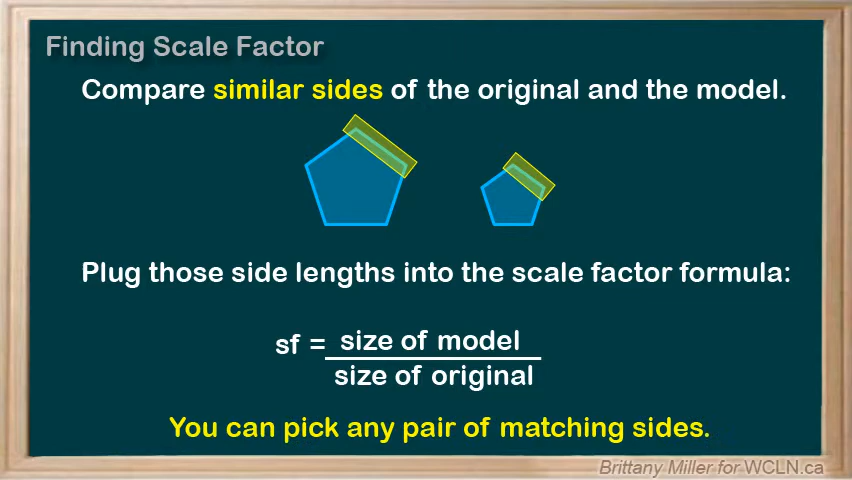 Finding Scale Factor
Compare similar sides of the original and the model.
Plug those side lengths into the scale factor formula:
sf = size of model
size of original
You can pick any pair of matching sides.
Brittany Miller for WCLN.ca